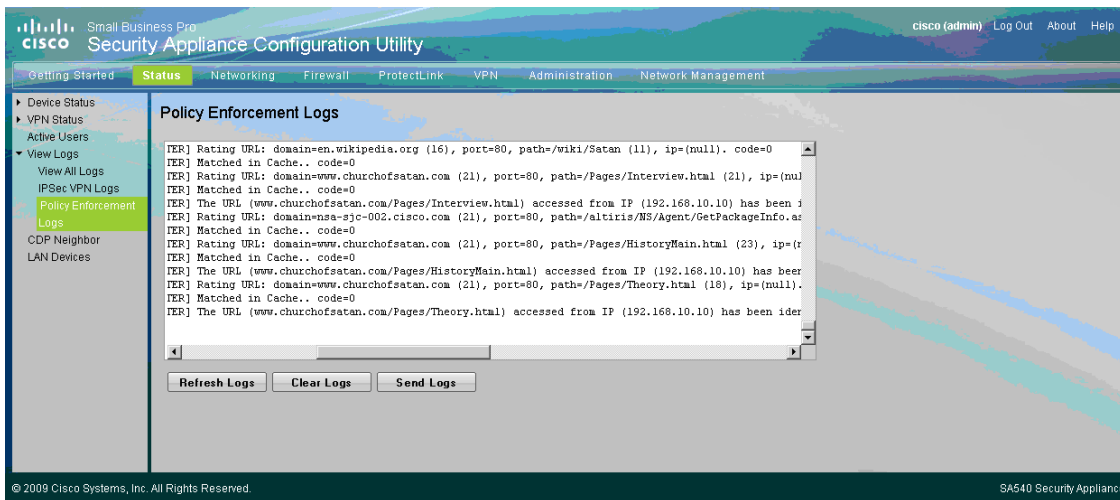 Small Business Pro
CISCO Security Appliance Configuration Utility
cisco (admin) Log Out About Help
Getting Started Status Networking Firewall ProtectLink VPN Administration Network Management
Device Status
VPN Status
Active Users
View Logs
View All Logs
IPSec VPN Logs
Policy Enforcement
Logs
CDP Neighbor
LAN Devices
Policy Enforcement Logs
TER] Rating URL: domain=en.wikipedia.org (16), port=80, path=/wiki/Satan (11), ip=(null). code=0
TER] Matched in Cache.. code=0
TER] Rating URL: domain=www.churchofsatan.com (21), port=80, path=/Pages/Interview.html (21), ip=(nul
TER] Matched in Cache.. code=0
TER] The URL (www.churchofsatan.com/Pages/Interview.html) accessed from IP (192.168.10.10) has been i
TER] Rating URL: domain=nsa-sjc-002.cisco.com (21), port=80, path=/altiris/NS/Agent/GetPackageInfo.as
TER] Matched in Cache.. code=0
TER] Rating URL: domain=www.churchofsatan.com (21), port=80, path=/Pages/HistoryMain.html (23), ip=(r
TER] Matched in Cache.. code=0
TER] The URL (www.churchofsatan.com/Pages/HistoryMain.html) accessed from IP (192.168.10.10) has beer
TER] Rating URL: domain=www.churchofsatan.com (21), port=80, path=/Pages/Theory.html (18), ip=(null).
TER] Matched in Cache.. code=0
TER] The URL (www.churchofsatan.com/Pages/Theory.html) accessed from IP (192.168.10.10) has been ider
Refresh Logs Clear Logs Send Logs
© 2009 Cisco Systems, Inc. All Rights Reserved.
SA540 Security Applianc